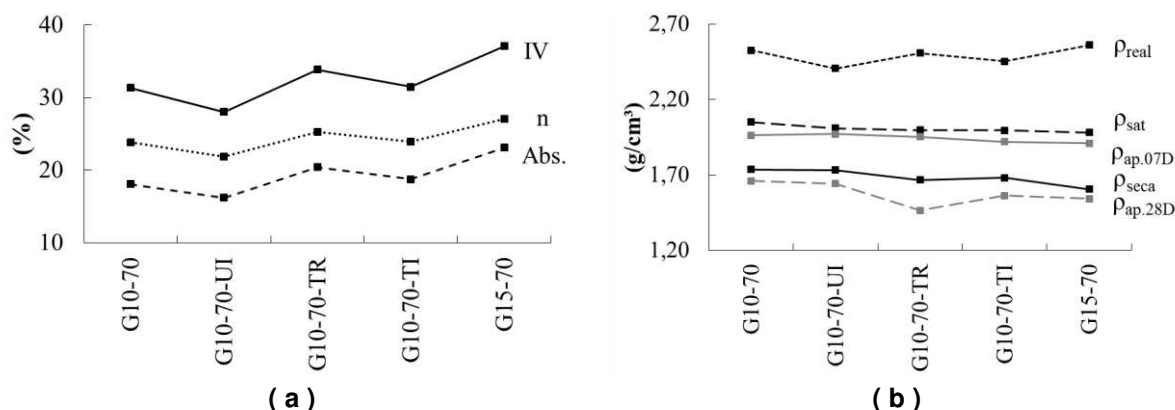 (%)
40
30
20
10
IV
n
Abs.
G10-70
G10-70-UI
G10-70-TR
G10-70-TI
G15-70
( a )
(g/cm³)
2,70
2,20
1,70
1,20
ρreal
ρsat
ρap.07D
ρseca
ρap.28D
G10-70
G10-70-UI
G10-70-TR
G10-70-TI
G15-70
( b )